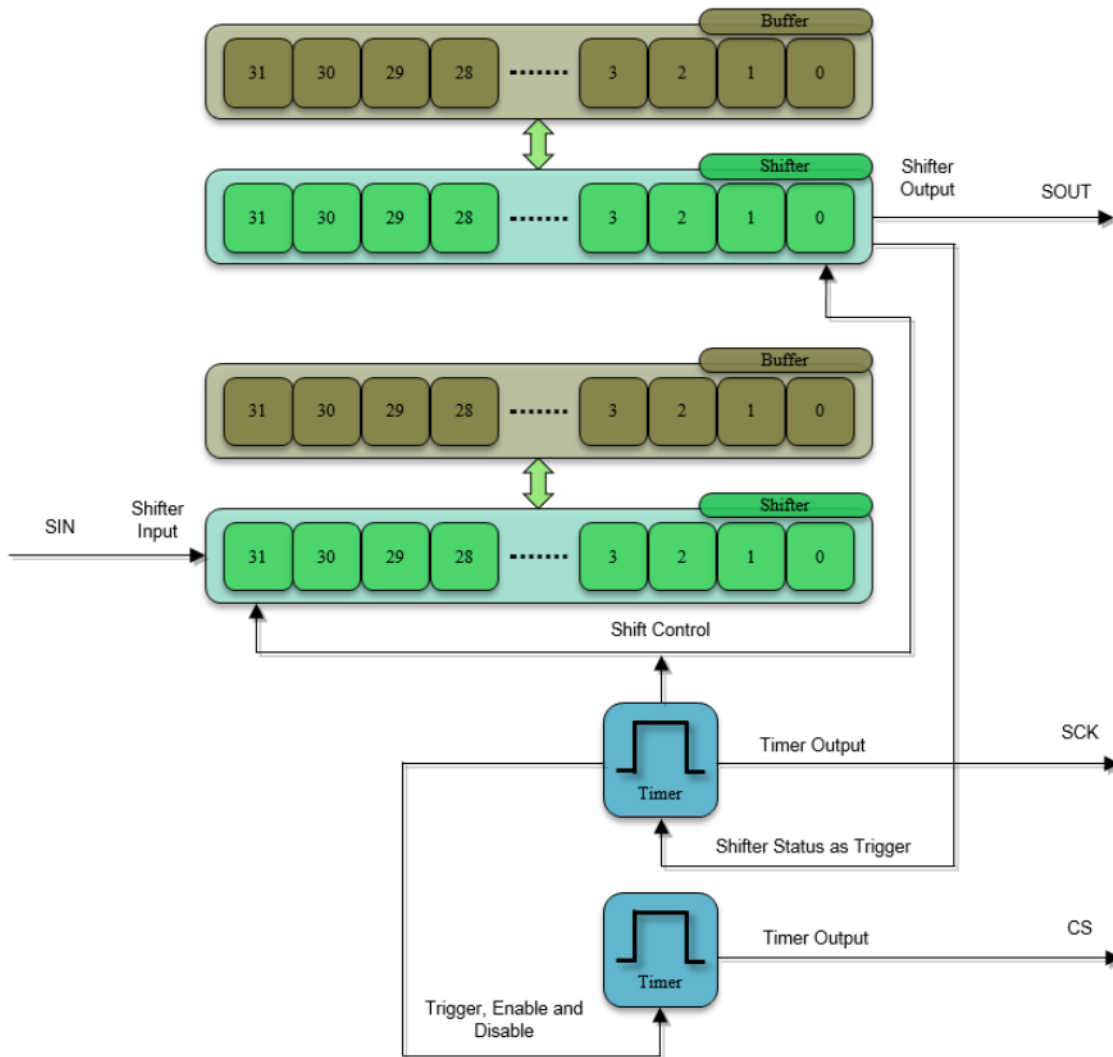 Buffer
31 30 29 28 ........ 3 2 1 0
Shifter
31 30 29 28 ........ 3 2 1 0
Shifter
Output
SOUT
Buffer
31 30 29 28 ........ 3 2 1 0
Shifter
31 30 29 28 ........ 3 2 1 0
SIN
Shifter
Input
Shift Control
Timer
Timer Output
SCK
Shifter Status as Trigger
Timer
Timer Output
CS
Trigger, Enable and
Disable